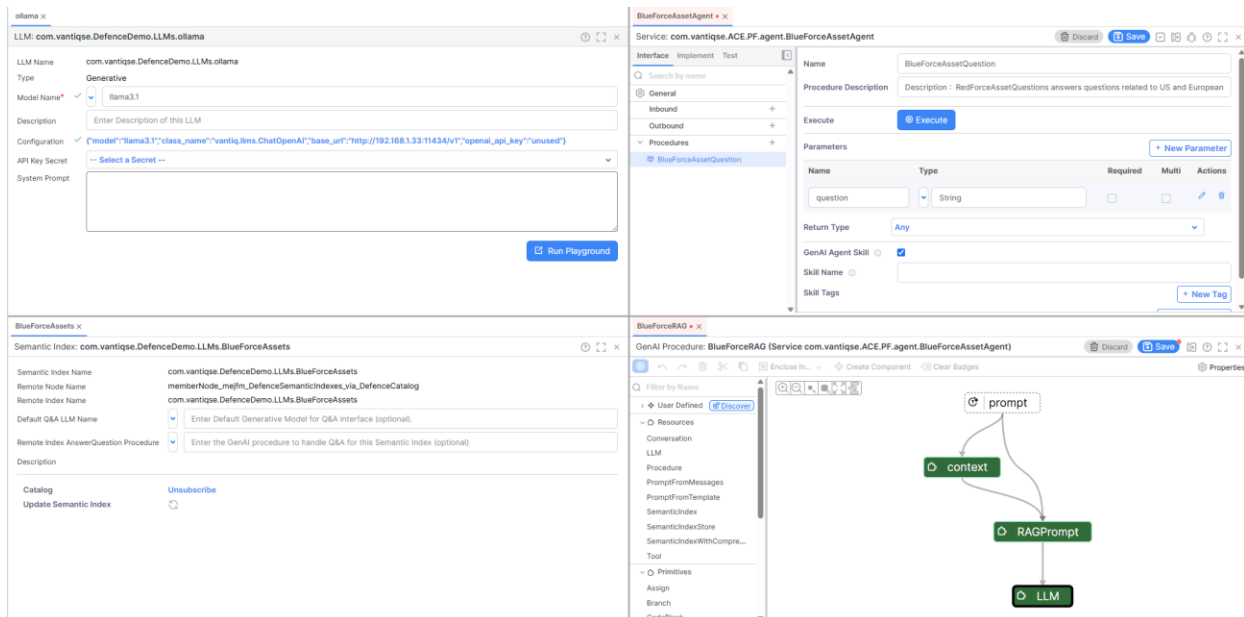 ollama ×
LLM: com.vantiqse.DefenceDemo.LLMs.ollama
LLM Name com.vantiqse.DefenceDemo.LLMs.ollama
Type Generative
Model Name* llama3.1
Description Enter Description of this LLM
Configuration {"model":"llama3.1","class_name":"vantiq.llms.ChatOpenAI","base_url":"http://192.168.1.33:11434/v1","openai_api_key":"unused"}
API Key Secret -- Select a Secret --
System Prompt
Run Playground
BlueForceAssetAgent • ×
Service: com.vantiqse.ACE.PF.agent.BlueForceAssetAgent
Discard Save
Interface Implement Test
Search by name
General
Inbound +
Outbound +
Procedures +
BlueForceAssetQuestion
Name BlueForceAssetQuestion
Procedure Description Description : RedForceAssetQuestions answers questions related to US and European
Execute Execute
Parameters + New Parameter
Name Type Required Multi Actions
question String
Return Type Any
GenAI Agent Skill
Skill Name
Skill Tags + New Tag
BlueForceAssets ×
Semantic Index: com.vantiqse.DefenceDemo.LLMs.BlueForceAssets
Semantic Index Name com.vantiqse.DefenceDemo.LLMs.BlueForceAssets
Remote Node Name memberNode_mejfm_DefenceSemanticIndexes_via_DefenceCatalog
Remote Index Name com.vantiqse.DefenceDemo.LLMs.BlueForceAssets
Default Q&A LLM Name Enter Default Generative Model for Q&A interface (optional).
Remote Index AnswerQuestion Procedure Enter the GenAI procedure to handle Q&A for this Semantic Index (optional)
Description
Catalog Unsubscribe
Update Semantic Index
BlueForceRAG • ×
GenAI Procedure: BlueForceRAG (Service com.vantiqse.ACE.PF.agent.BlueForceAssetAgent)
Discard Save
Enclose In... Create Component Clear Badges Properties
Filter by Name
User Defined Discover
Resources
Conversation
LLM
Procedure
PromptFromMessages
PromptFromTemplate
SemanticIndex
SemanticIndexStore
SemanticIndexWithCompre...
Tool
Primitives
Assign
Branch
CodeBlock
prompt
context
RAGPrompt
LLM